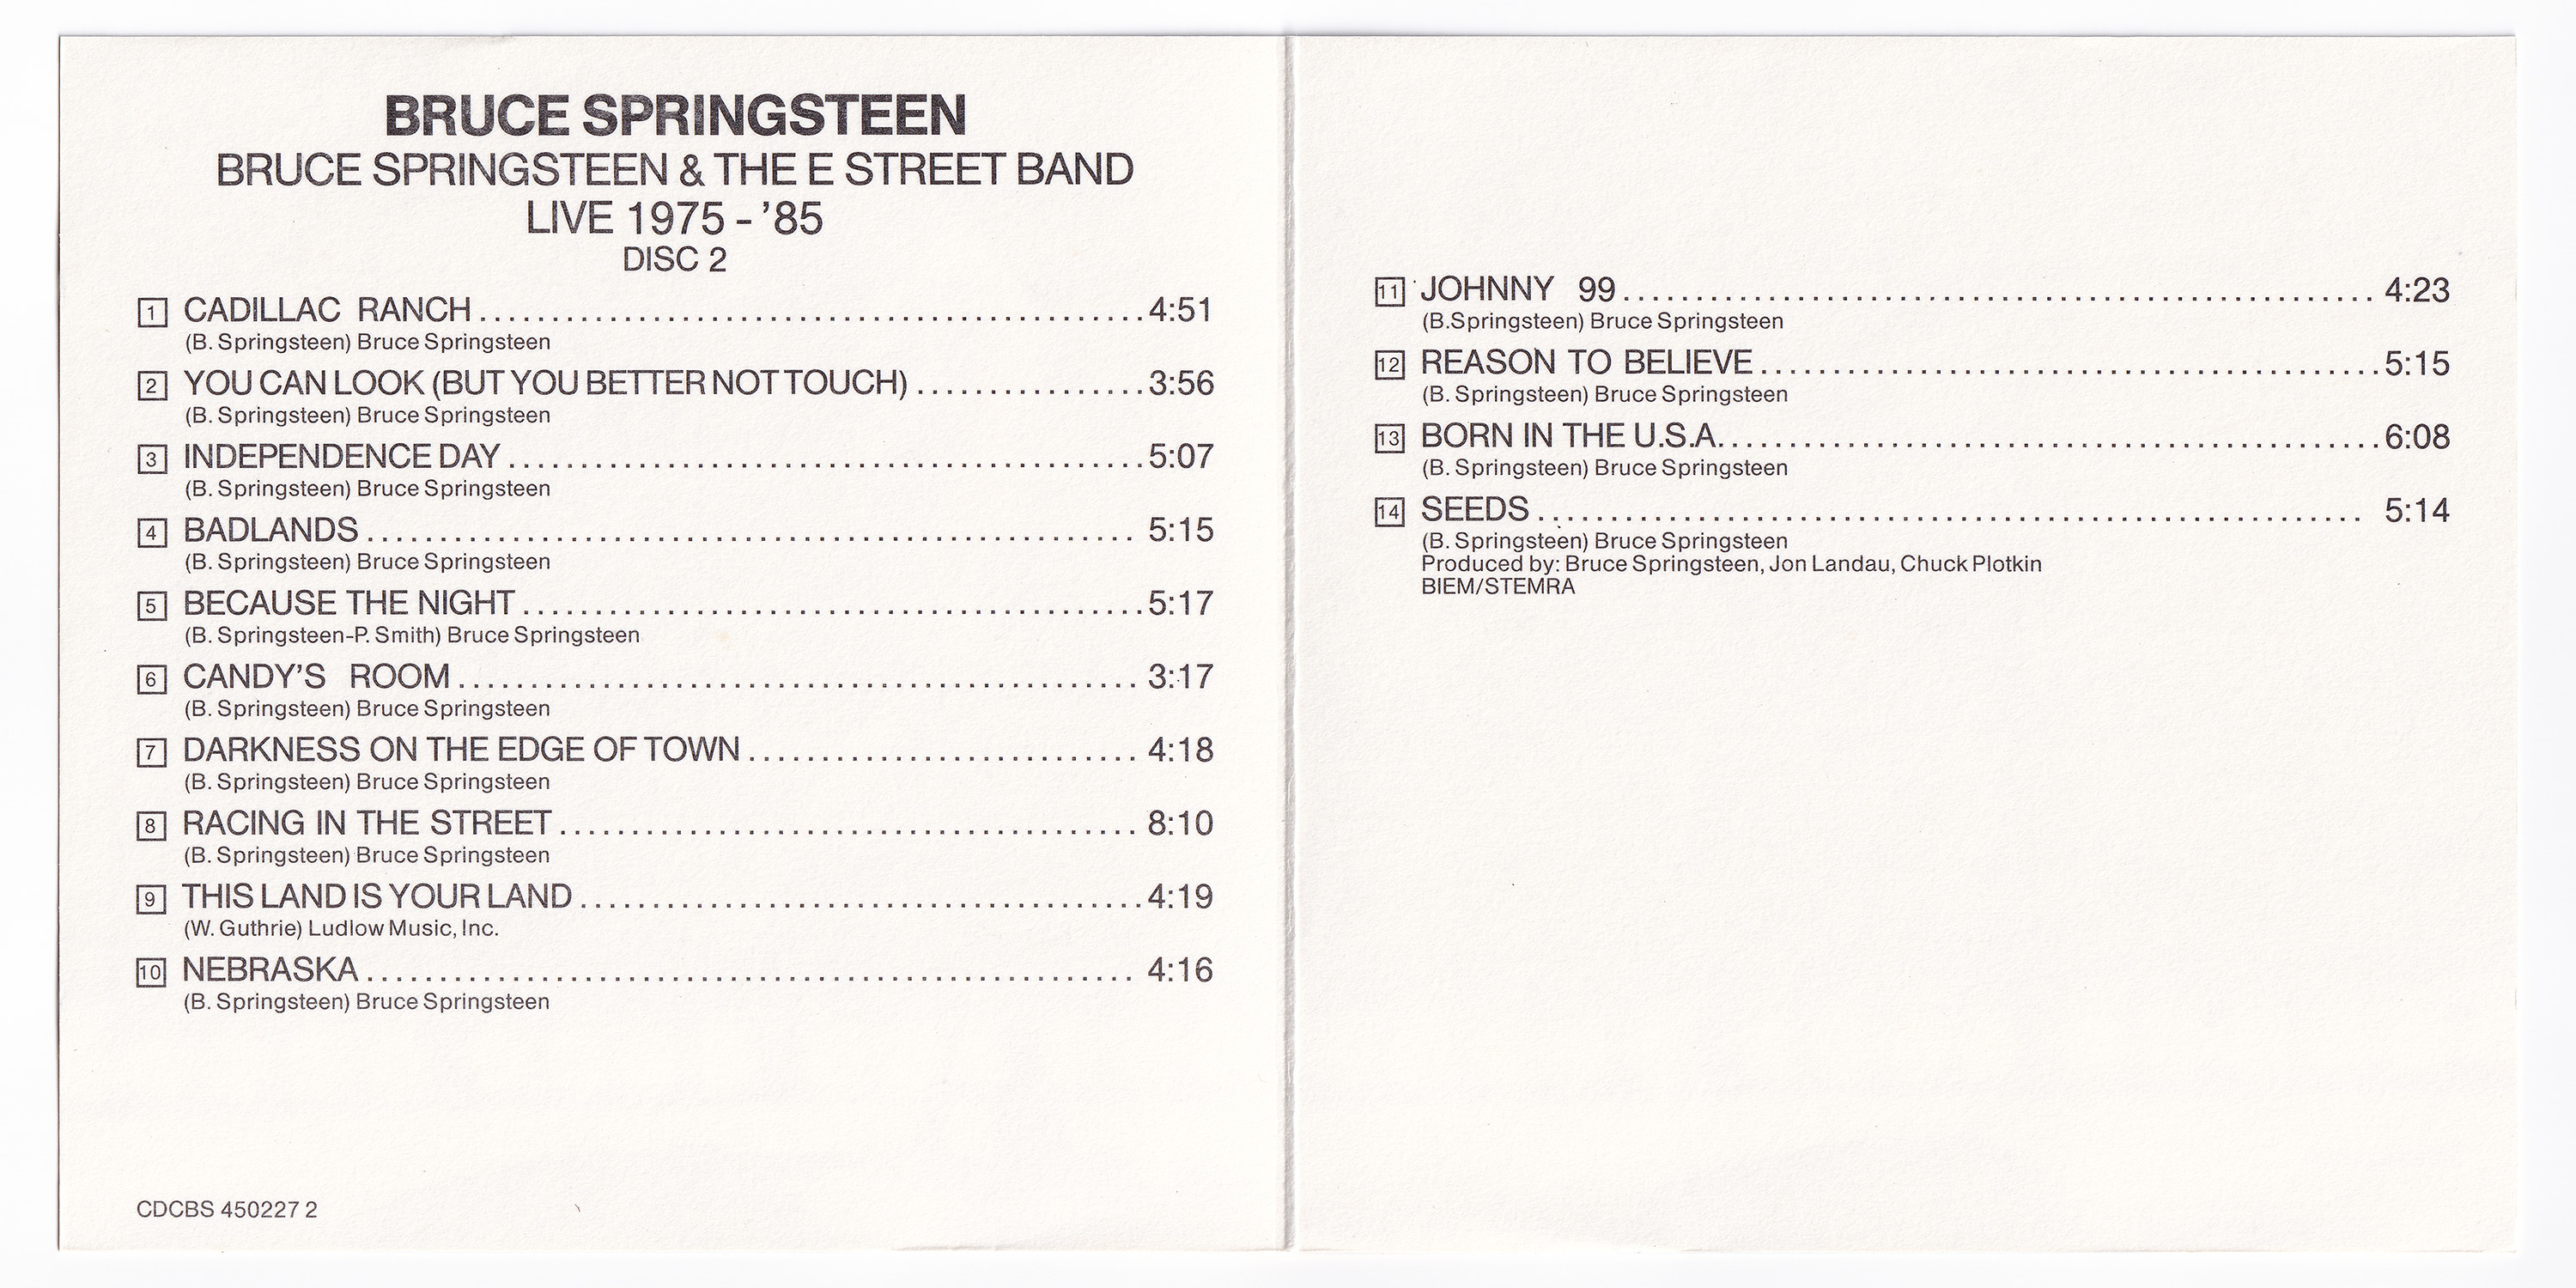 BRUCE SPRINGSTEEN
BRUCE SPRINGSTEEN & THE E STREET BAND
LIVE 1975 - '85
DISC 2
1 CADILLAC RANCH ........ 4:51
(B. Springsteen) Bruce Springsteen
2 YOU CAN LOOK (BUT YOU BETTER NOT TOUCH) ........ 3:56
(B. Springsteen) Bruce Springsteen
3 INDEPENDENCE DAY ........ 5:07
(B. Springsteen) Bruce Springsteen
4 BADLANDS ........ 5:15
(B. Springsteen) Bruce Springsteen
5 BECAUSE THE NIGHT ........ 5:17
(B. Springsteen-P. Smith) Bruce Springsteen
6 CANDY'S ROOM ........ 3:17
(B. Springsteen) Bruce Springsteen
7 DARKNESS ON THE EDGE OF TOWN ........ 4:18
(B. Springsteen) Bruce Springsteen
8 RACING IN THE STREET ........ 8:10
(B. Springsteen) Bruce Springsteen
9 THIS LAND IS YOUR LAND ........ 4:19
(W. Guthrie) Ludlow Music, Inc.
10 NEBRASKA ........ 4:16
(B. Springsteen) Bruce Springsteen
CDCBS 450227 2
11 JOHNNY 99 ........ 4:23
(B.Springsteen) Bruce Springsteen
12 REASON TO BELIEVE ........ 5:15
(B. Springsteen) Bruce Springsteen
13 BORN IN THE U.S.A. ........ 6:08
(B. Springsteen) Bruce Springsteen
14 SEEDS ........ 5:14
(B. Springsteen) Bruce Springsteen
Produced by: Bruce Springsteen, Jon Landau, Chuck Plotkin
BIEM/STEMRA